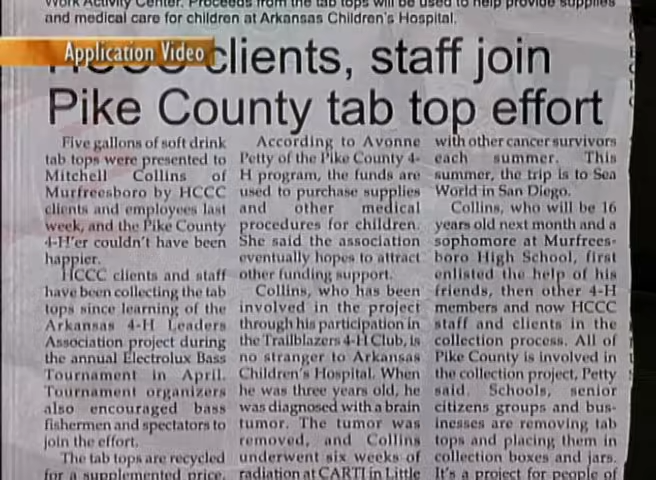 Work Activity Center. Proceeds from the tab tops will be used to help provide supplies
and medical care for children at Arkansas Children's Hospital.
Application Video
HCCC clients, staff join
Pike County tab top effort
Five gallons of soft drink
tab tops were presented to
Mitchell Collins of
Murfreesboro by HCCC
clients and employees last
week, and the Pike County
4-H'er couldn't have been
happier.
HCCC clients and staff
have been collecting the tab
tops since learning of the
Arkansas 4-H Leaders
Association project during
the annual Electrolux Bass
Tournament in April.
Tournament organizers
also encouraged bass
fishermen and spectators to
join the effort.
The tab tops are recycled
for a supplemented price,
According to Avonne
Petty of the Pike County 4-
H program, the funds are
used to purchase supplies
and other medical
procedures for children.
She said the association
eventually hopes to attract
other funding support.
Collins, who has been
involved in the project
through his participation in
the Trailblazers 4-H Club, is
no stranger to Arkansas
Children's Hospital. When
he was three years old, he
was diagnosed with a brain
tumor. The tumor was
removed, and Collins
underwent six weeks of
radiation at CARTI in Little
with other cancer survivors
each summer. This
summer, the trip is to Sea
World in San Diego.
Collins, who will be 16
years old next month and a
sophomore at Murfrees-
boro High School, first
enlisted the help of his
friends, then other 4-H
members and now HCCC
staff and clients in the
collection process. All of
Pike County is involved in
the collection project, Petty
said. Schools, senior
citizens groups and bus-
inesses are removing tab
tops and placing them in
collection boxes and jars.
It's a project for people of